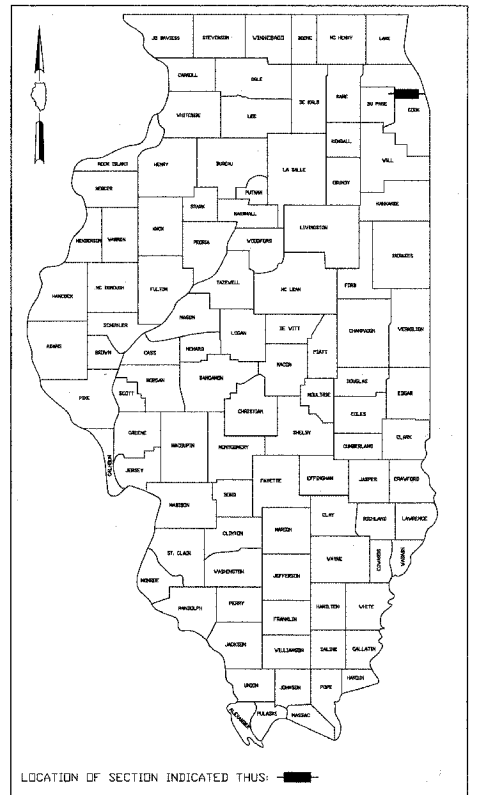 JO DAVIESS STEVENSON WINNEBAGO BOONE MC HENRY LAKE
CARROLL OGLE DE KALB KANE DU PAGE COOK
WHITESIDE LEE KENDALL WILL
ROCK ISLAND HENRY BUREAU LA SALLE GRUNDY
MERCER PUTNAM KANKAKEE
STARK MARSHALL LIVINGSTON
HENDERSON WARREN KNOX PEORIA WOODFORD IROQUOIS
HANCOCK MC DONOUGH FULTON TAZEWELL MC LEAN FORD
SCHUYLER MASON LOGAN DE WITT CHAMPAIGN VERMILION
ADAMS BROWN CASS MENARD MACON PIATT
PIKE SCOTT MORGAN SANGAMON MOULTRIE DOUGLAS EDGAR
CHRISTIAN COLES
GREENE MACOUPIN MONTGOMERY SHELBY CUMBERLAND CLARK
CALHOUN JERSEY FAYETTE EFFINGHAM JASPER CRAWFORD
MADISON BOND CLAY RICHLAND LAWRENCE
CLINTON MARION
ST. CLAIR WAYNE EDWARDS WABASH
MONROE WASHINGTON JEFFERSON
RANDOLPH PERRY HAMILTON WHITE
FRANKLIN
JACKSON WILLIAMSON SALINE GALLATIN
UNION JOHNSON POPE HARDIN
ALEXANDER PULASKI MASSAC
LOCATION OF SECTION INDICATED THUS: